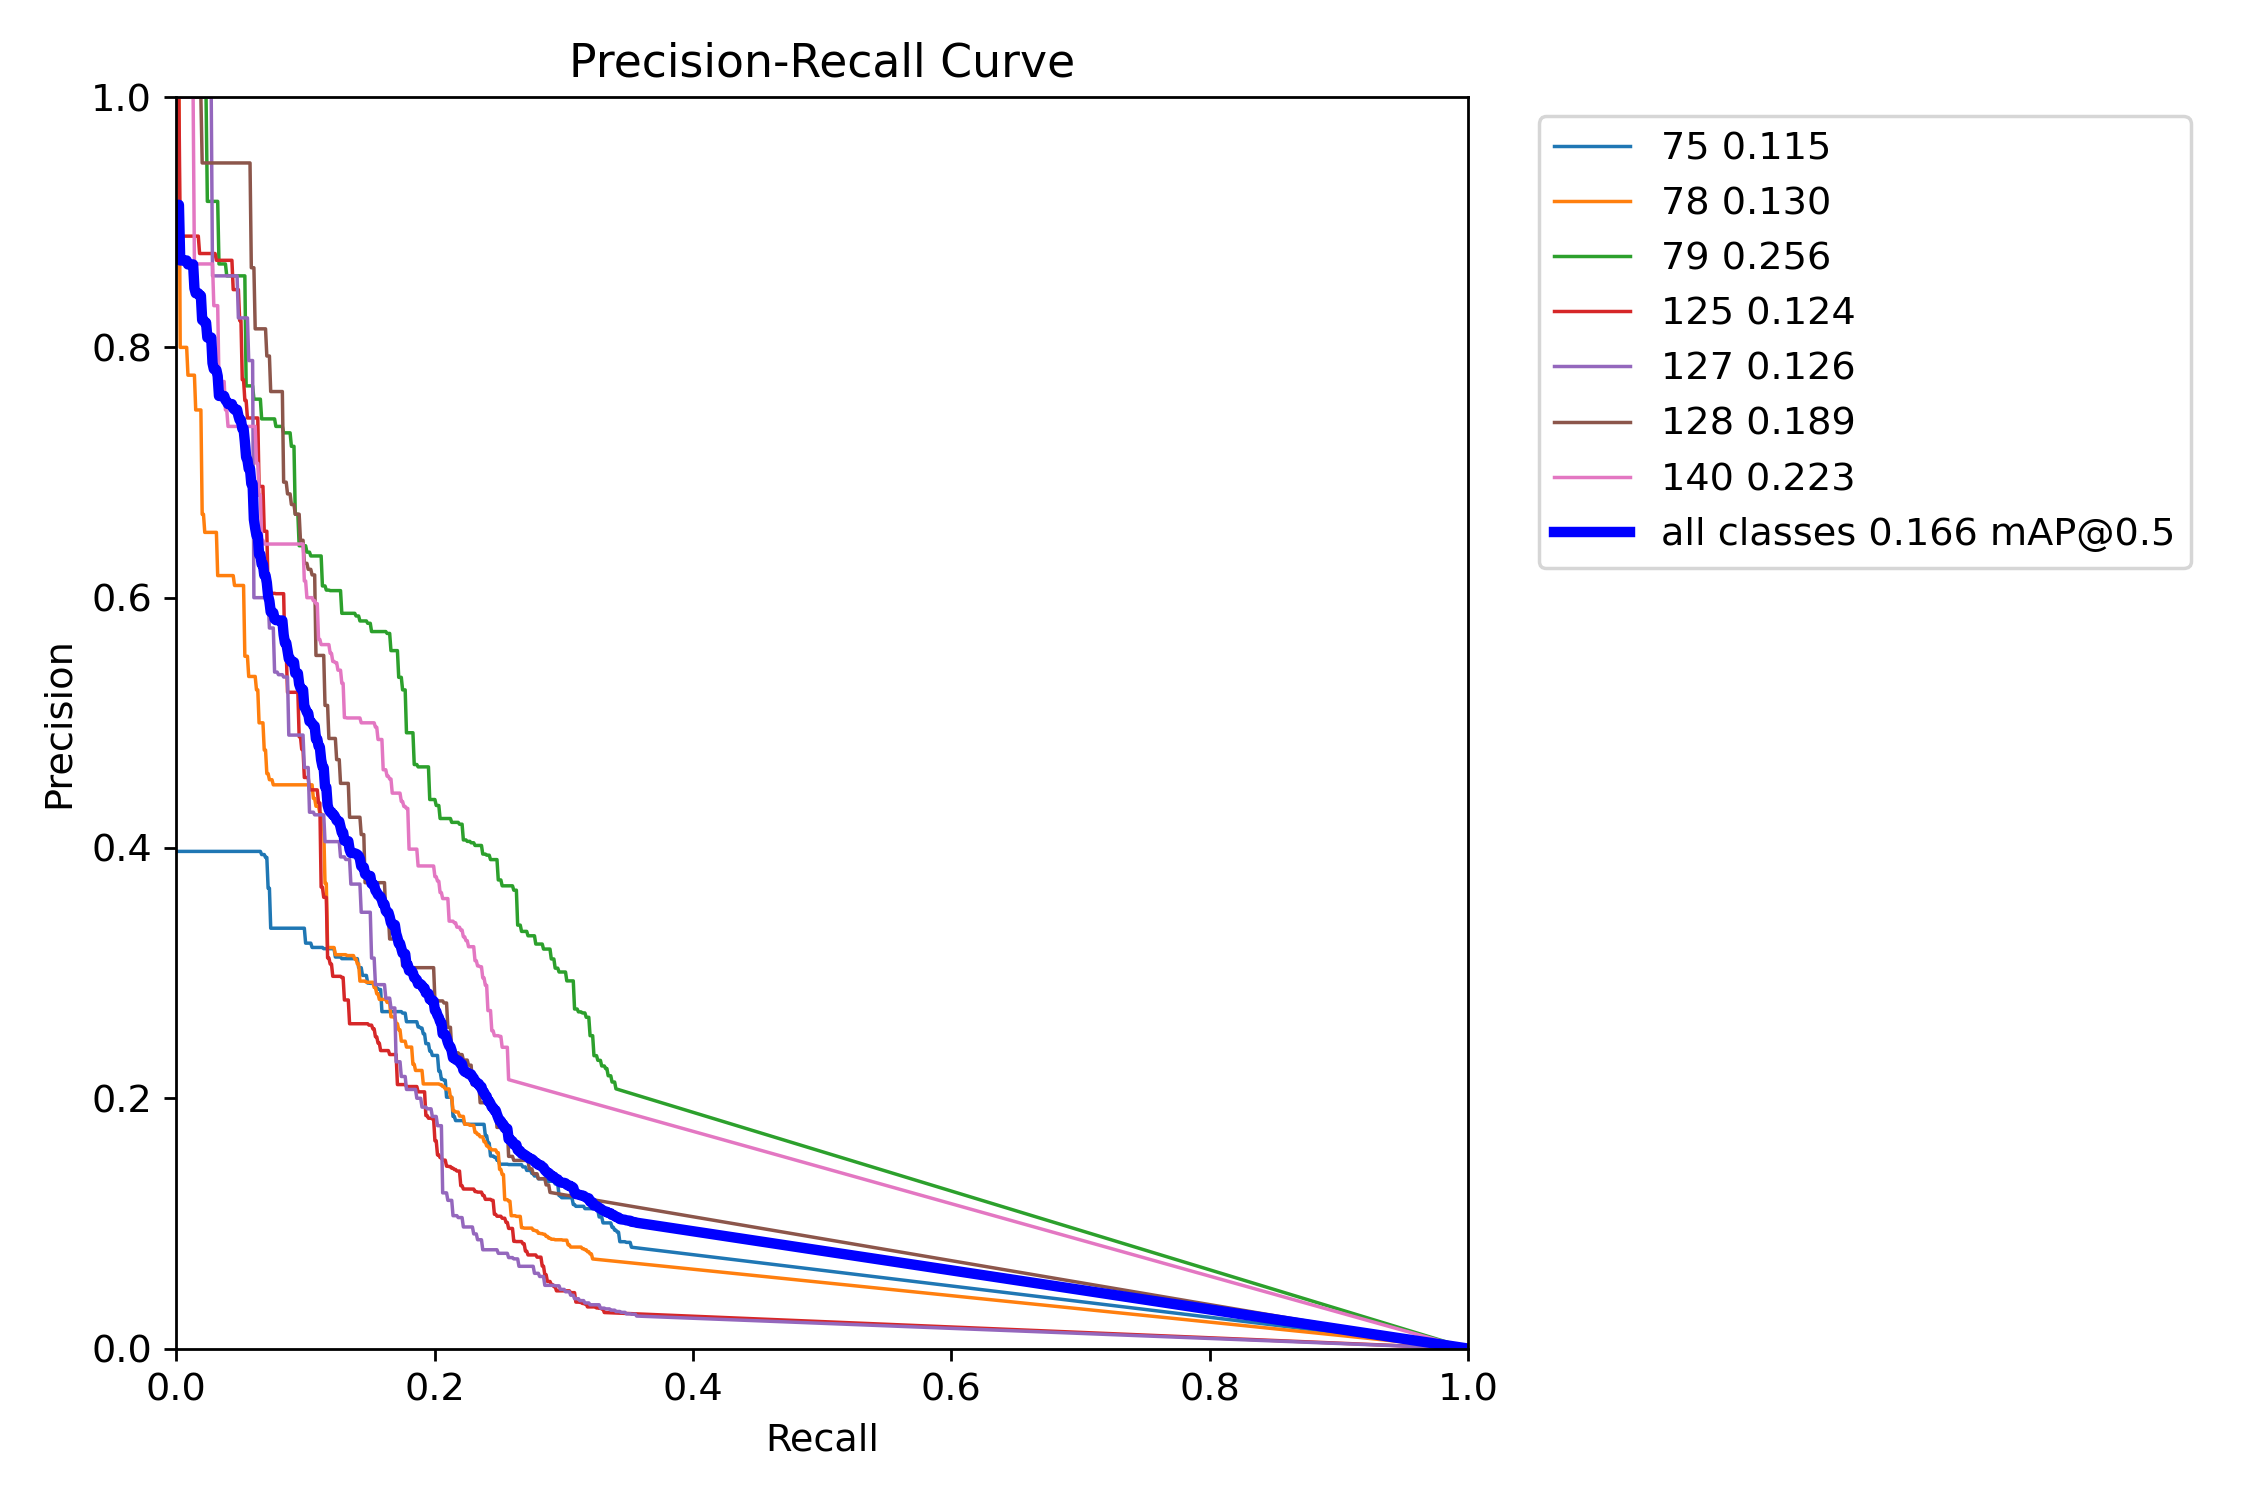 Precision-Recall Curve
1.0
0.8
0.6
0.4
0.2
0.0
Precision
0.0 0.2 0.4 0.6 0.8 1.0
Recall
75 0.115
78 0.130
79 0.256
125 0.124
127 0.126
128 0.189
140 0.223
all classes 0.166 mAP@0.5